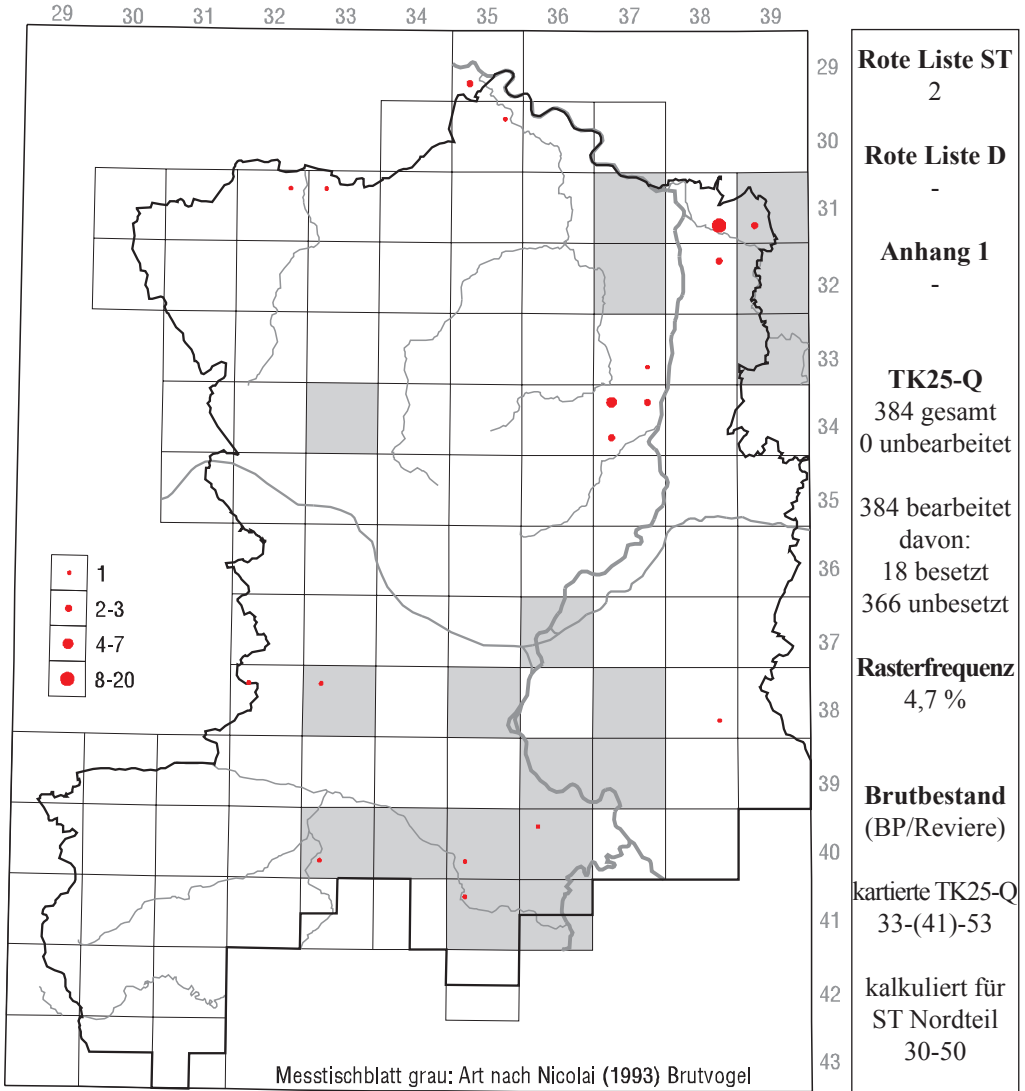 29 30 31 32 33 34 35 36 37 38 39
29
30
31
32
33
34
35
36
37
38
39
40
41
42
43
1
2-3
4-7
8-20
Messtischblatt grau: Art nach Nicolai (1993) Brutvogel
Rote Liste ST
2
Rote Liste D
-
Anhang 1
-
TK25-Q
384 gesamt
0 unbearbeitet
384 bearbeitet
davon:
18 besetzt
366 unbesetzt
Rasterfrequenz
4,7 %
Brutbestand
(BP/Reviere)
kartierte TK25-Q
33-(41)-53
kalkuliert für
ST Nordteil
30-50